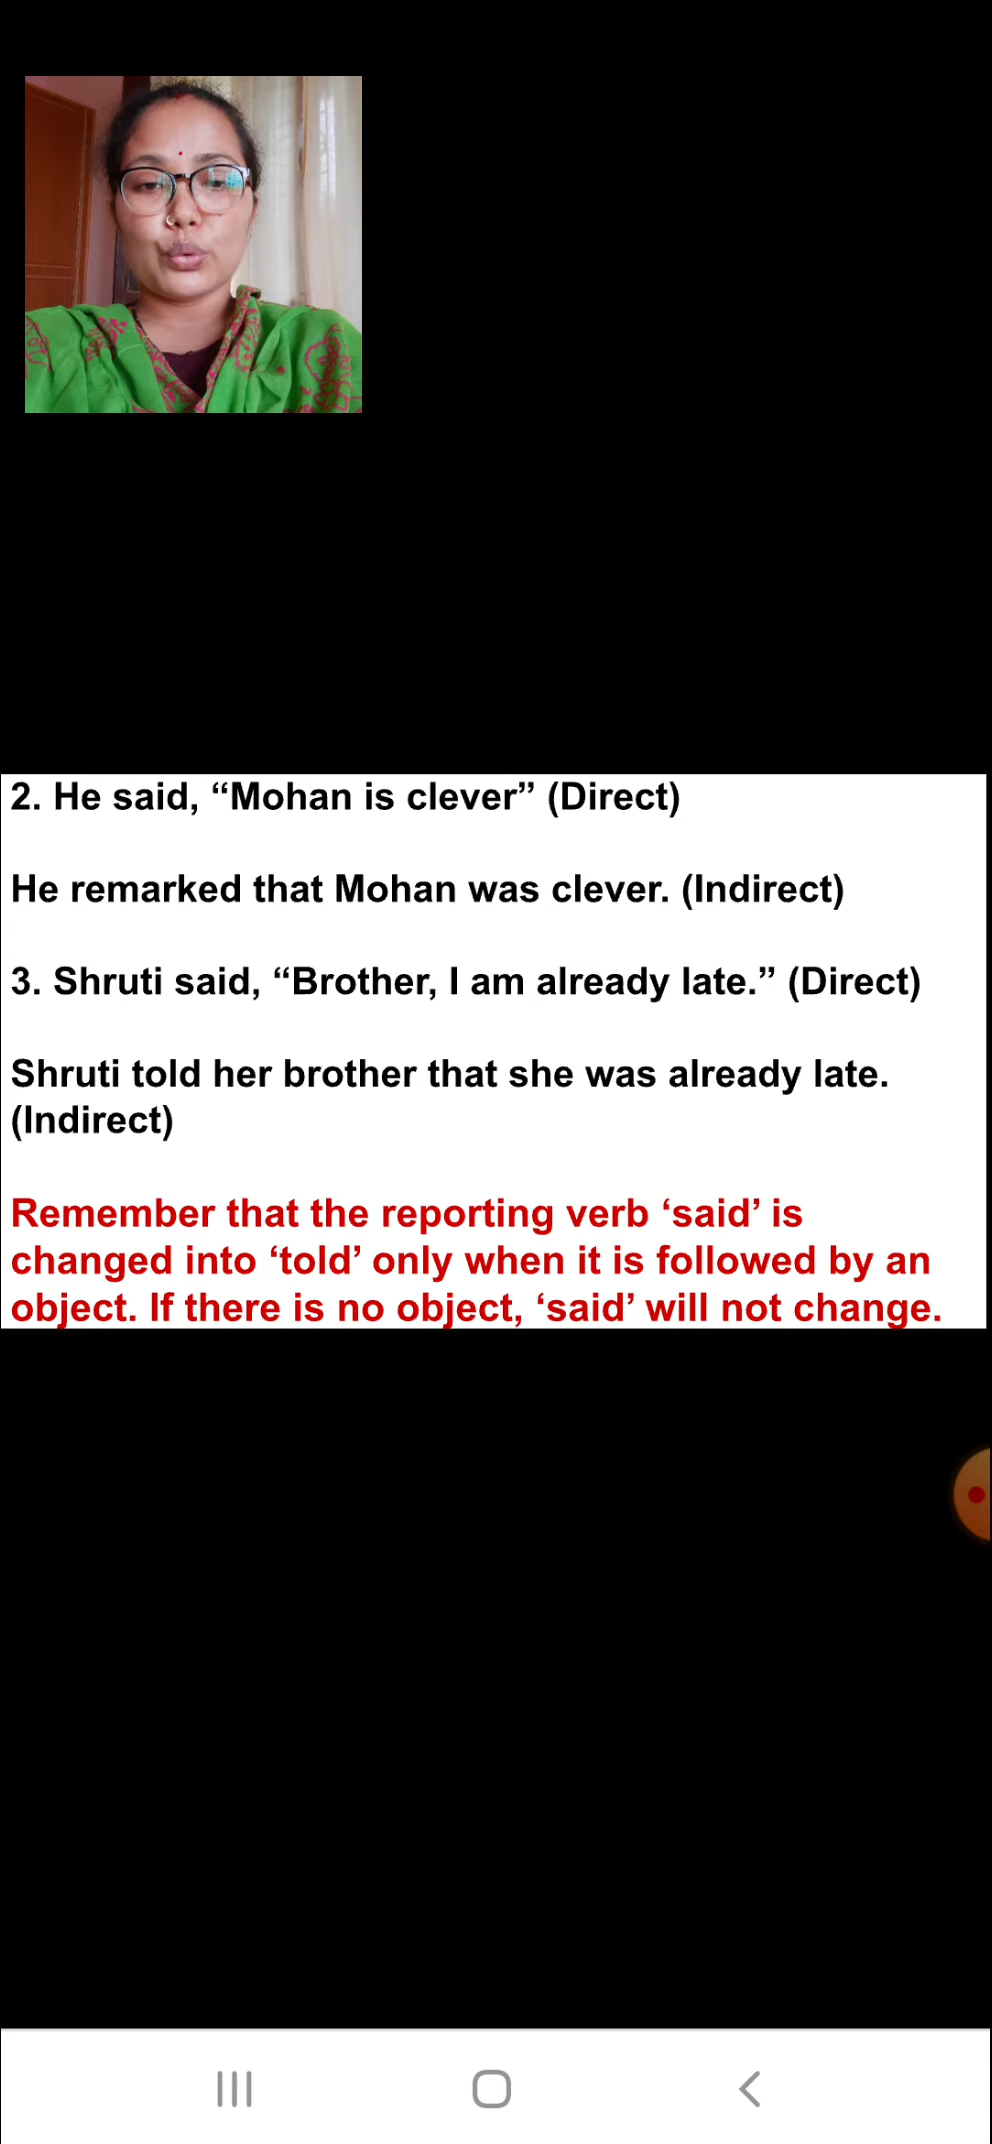 2. He said, “Mohan is clever” (Direct)
He remarked that Mohan was clever. (Indirect)
3. Shruti said, “Brother, I am already late.” (Direct)
Shruti told her brother that she was already late.
(Indirect)
Remember that the reporting verb ‘said’ is
changed into ‘told’ only when it is followed by an
object. If there is no object, ‘said’ will not change.